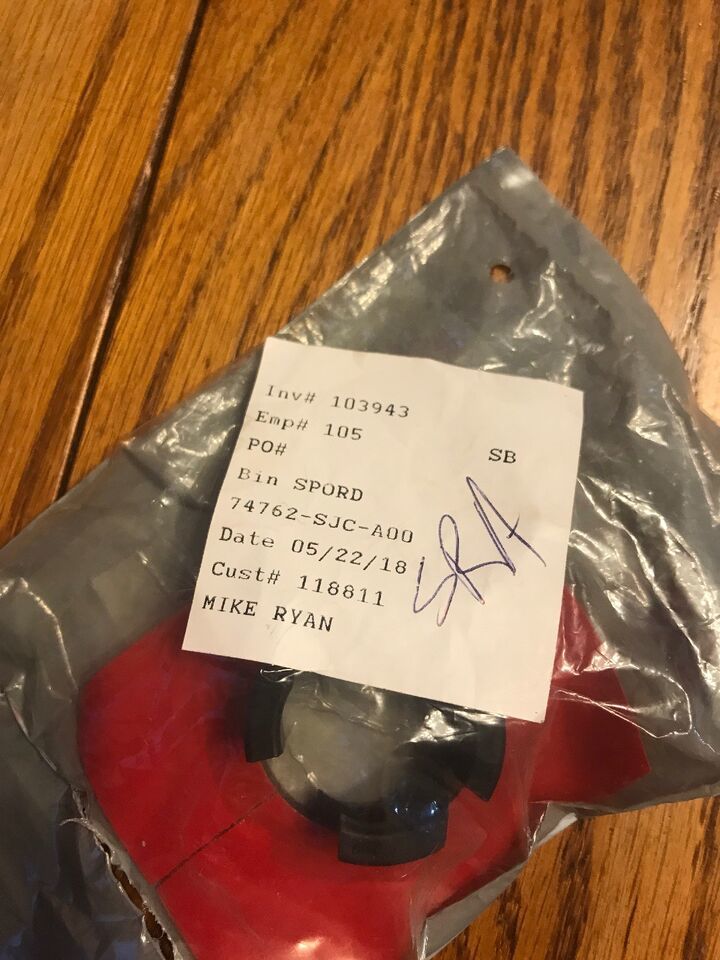 Inv# 103943
Emp# 105
PO# SB
Bin SPORD
74762-SJC-A00
Date 05/22/18
Cust# 118811
MIKE RYAN